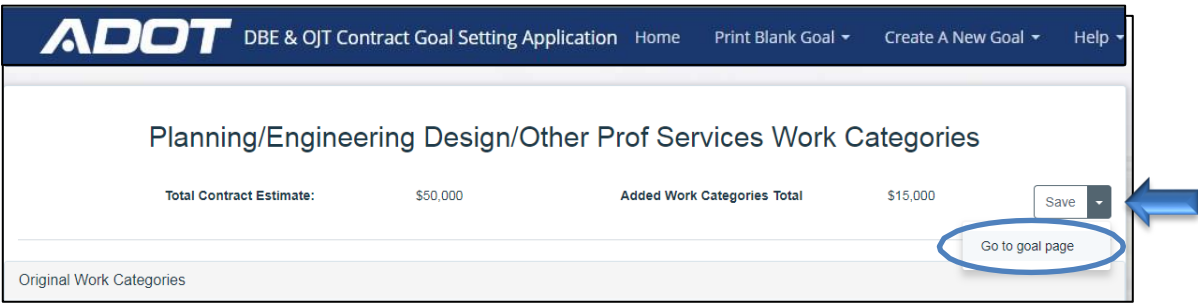 ADOT DBE & OJT Contract Goal Setting Application Home Print Blank Goal Create A New Goal Help
Planning/Engineering Design/Other Prof Services Work Categories
Total Contract Estimate: $50,000 Added Work Categories Total $15,000 Save
Go to goal page
Original Work Categories